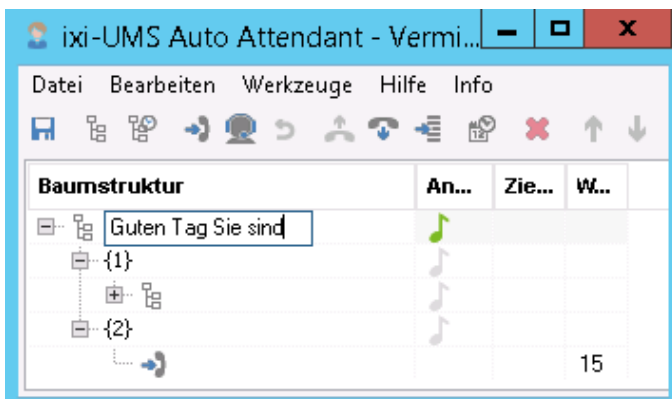 ixi-UMS Auto Attendant - Vermi...
Datei Bearbeiten Werkzeuge Hilfe Info
12
Baumstruktur An... Zie... W...
Guten Tag Sie sind
{1}
{2}
15